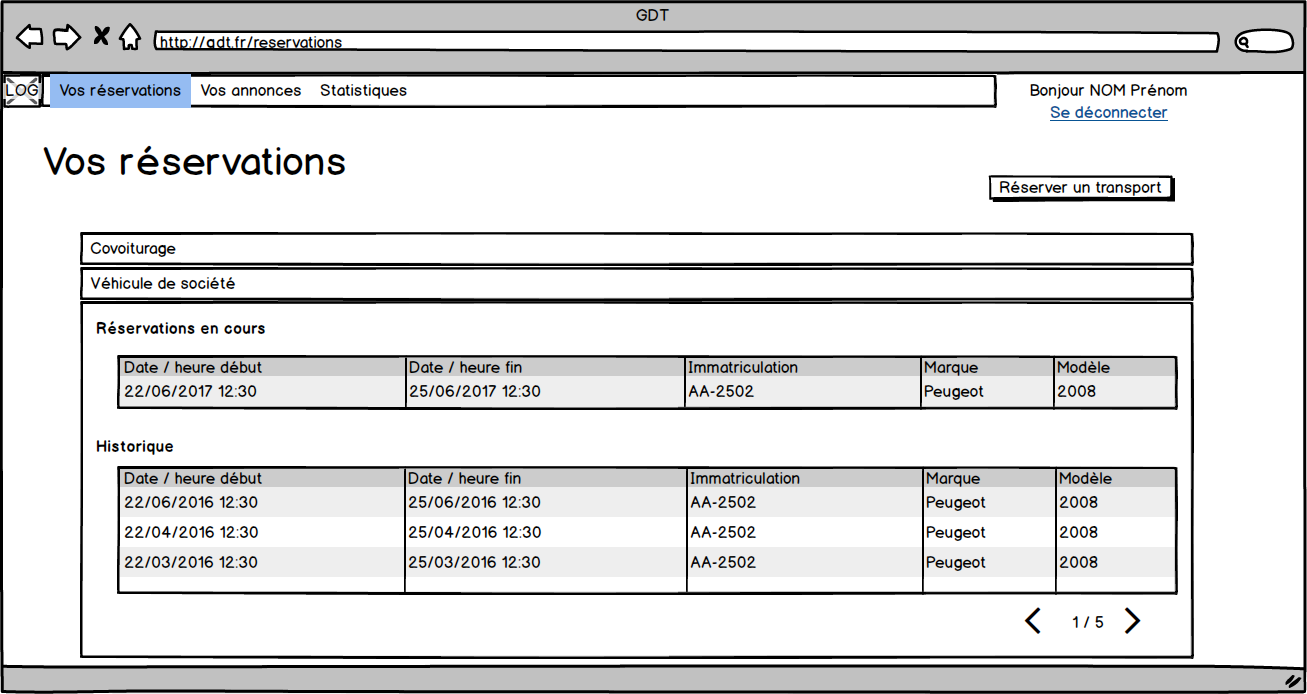 GDT
http://gdt.fr/reservations
LOG Vos réservations Vos annonces Statistiques Bonjour NOM Prénom
Se déconnecter
Vos réservations
Réserver un transport
Covoiturage
Véhicule de société
Réservations en cours
Date / heure début Date / heure fin Immatriculation Marque Modèle
22/06/2017 12:30 25/06/2017 12:30 AA-2502 Peugeot 2008
Historique
Date / heure début Date / heure fin Immatriculation Marque Modèle
22/06/2016 12:30 25/06/2016 12:30 AA-2502 Peugeot 2008
22/04/2016 12:30 25/04/2016 12:30 AA-2502 Peugeot 2008
22/03/2016 12:30 25/03/2016 12:30 AA-2502 Peugeot 2008
1 / 5